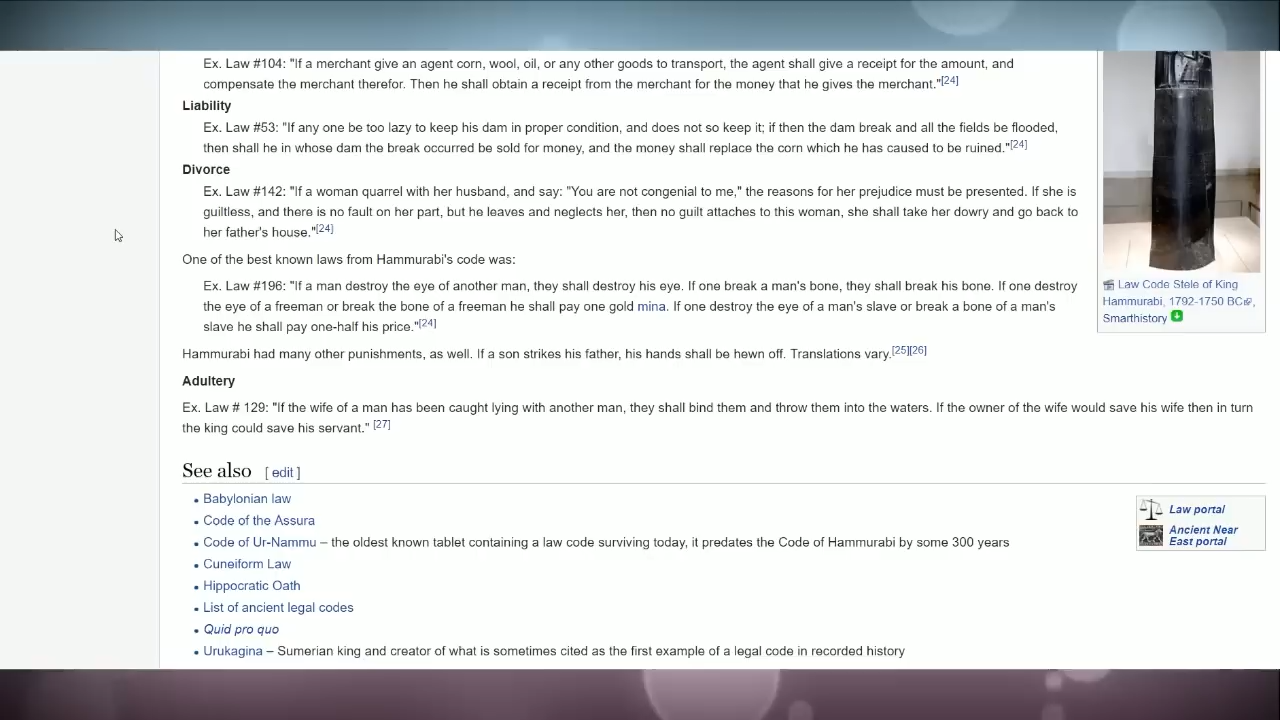 Ex. Law #104: "If a merchant give an agent corn, wool, oil, or any other goods to transport, the agent shall give a receipt for the amount, and
compensate the merchant therefor. Then he shall obtain a receipt from the merchant for the money that he gives the merchant."[24]
Liability
Ex. Law #53: "If any one be too lazy to keep his dam in proper condition, and does not so keep it; if then the dam break and all the fields be flooded,
then shall he in whose dam the break occurred be sold for money, and the money shall replace the corn which he has caused to be ruined."[24]
Divorce
Ex. Law #142: "If a woman quarrel with her husband, and say: "You are not congenial to me," the reasons for her prejudice must be presented. If she is
guiltless, and there is no fault on her part, but he leaves and neglects her, then no guilt attaches to this woman, she shall take her dowry and go back to
her father's house."[24]
One of the best known laws from Hammurabi's code was:
Ex. Law #196: "If a man destroy the eye of another man, they shall destroy his eye. If one break a man's bone, they shall break his bone. If one destroy
the eye of a freeman or break the bone of a freeman he shall pay one gold mina. If one destroy the eye of a man's slave or break a bone of a man's
slave he shall pay one-half his price."[24]
Law Code Stele of King
Hammurabi, 1792-1750 BC,
Smarthistory
Hammurabi had many other punishments, as well. If a son strikes his father, his hands shall be hewn off. Translations vary.[25][26]
Adultery
Ex. Law # 129: "If the wife of a man has been caught lying with another man, they shall bind them and throw them into the waters. If the owner of the wife would save his wife then in turn
the king could save his servant." [27]
See also [ edit ]
• Babylonian law
• Code of the Assura
• Code of Ur-Nammu – the oldest known tablet containing a law code surviving today, it predates the Code of Hammurabi by some 300 years
• Cuneiform Law
• Hippocratic Oath
• List of ancient legal codes
• Quid pro quo
• Urukagina – Sumerian king and creator of what is sometimes cited as the first example of a legal code in recorded history
Law portal
Ancient Near
East portal